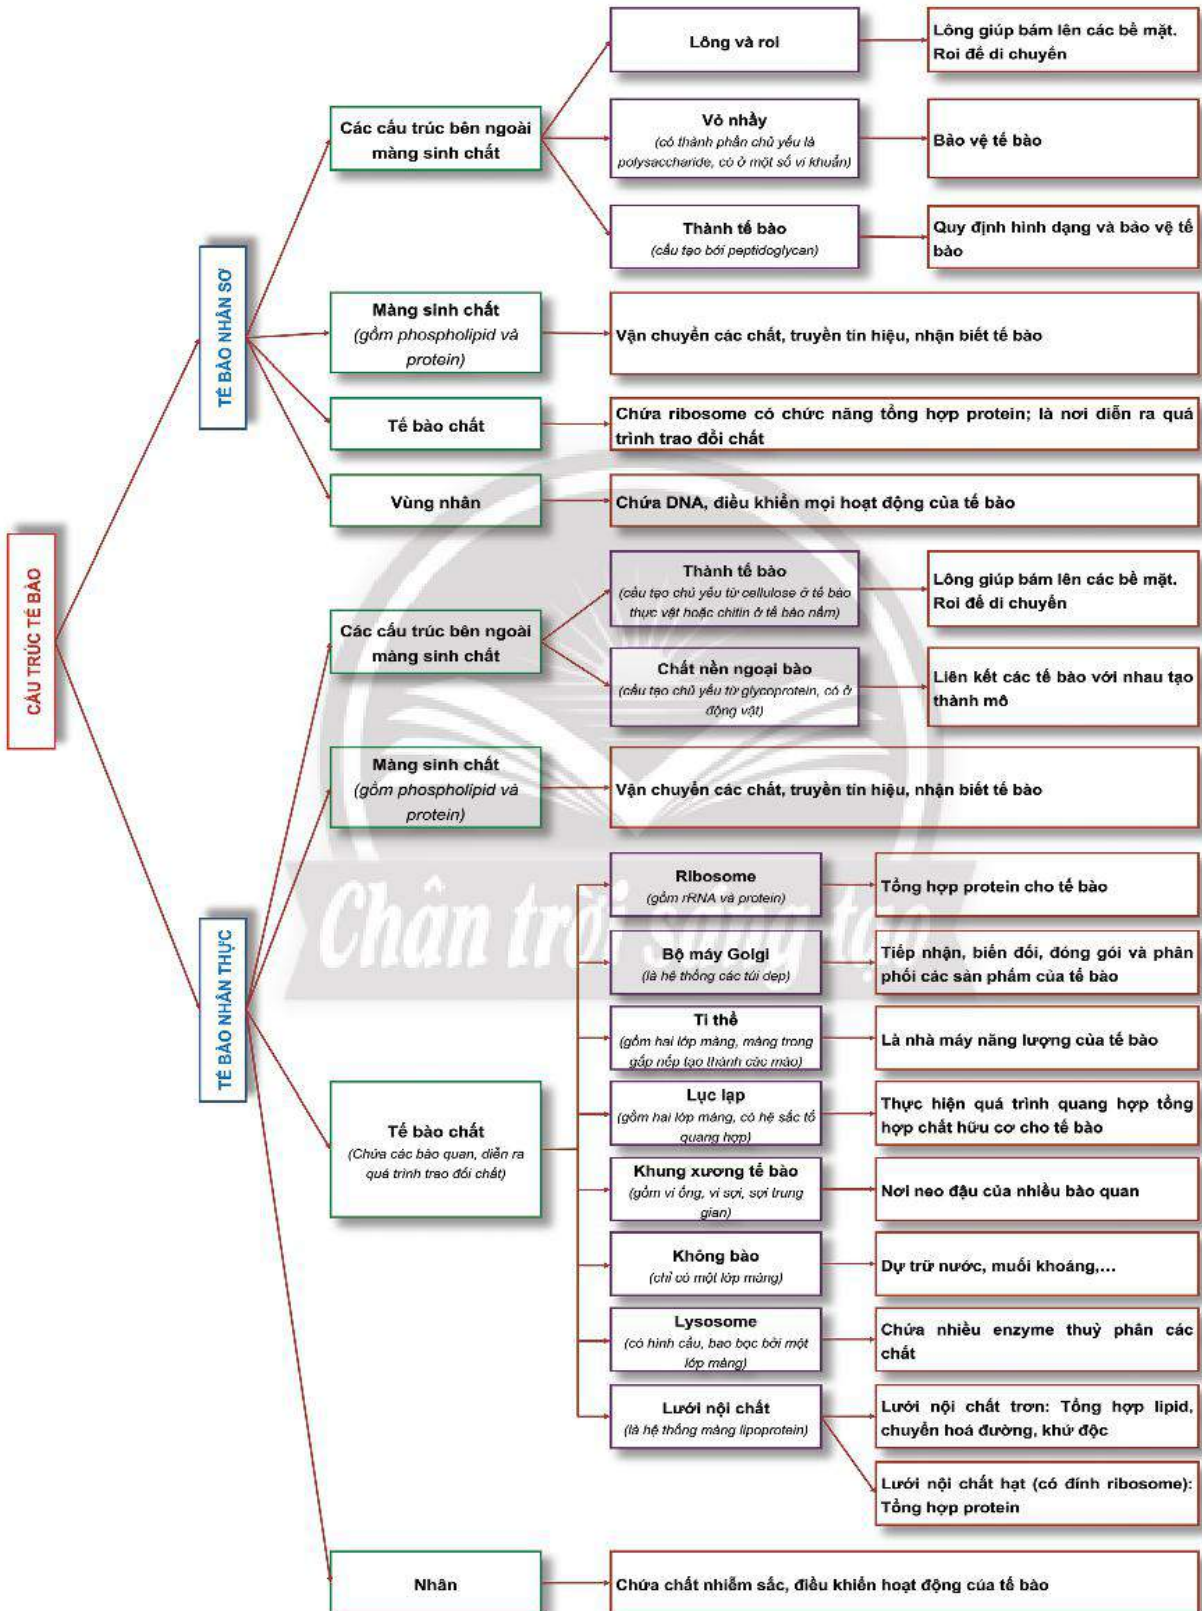 CẤU TRÚC TẾ BÀO
TẾ BÀO NHÂN SƠ
Các cấu trúc bên ngoài
màng sinh chất
Lông và roi
Lông giúp bám lên các bề mặt.
Roi để di chuyển
Vỏ nhầy
(có thành phần chủ yếu là
polysaccharide, có ở một số vi khuẩn)
Bảo vệ tế bào
Thành tế bào
(cấu tạo bởi peptidoglycan)
Quy định hình dạng và bảo vệ tế
bào
Màng sinh chất
(gồm phospholipid và
protein)
Vận chuyển các chất, truyền tín hiệu, nhận biết tế bào
Tế bào chất
Chứa ribosome có chức năng tổng hợp protein; là nơi diễn ra quá
trình trao đổi chất
Vùng nhân
Chứa DNA, điều khiển mọi hoạt động của tế bào
TẾ BÀO NHÂN THỰC
Các cấu trúc bên ngoài
màng sinh chất
Thành tế bào
(cấu tạo chủ yếu từ cellulose ở tế bào
thực vật hoặc chitin ở tế bào nấm)
Lông giúp bám lên các bề mặt.
Roi để di chuyển
Chất nền ngoại bào
(cấu tạo chủ yếu từ glycoprotein, có ở
động vật)
Liên kết các tế bào với nhau tạo
thành mô
Màng sinh chất
(gồm phospholipid và
protein)
Vận chuyển các chất, truyền tín hiệu, nhận biết tế bào
Tế bào chất
(Chứa các bào quan, diễn ra
quá trình trao đổi chất)
Ribosome
(gồm rRNA và protein)
Tổng hợp protein cho tế bào
Bộ máy Golgi
(là hệ thống các túi dẹp)
Tiếp nhận, biến đổi, đóng gói và phân
phối các sản phẩm của tế bào
Ti thể
(gồm hai lớp màng, màng trong
gấp nếp tạo thành các mào)
Là nhà máy năng lượng của tế bào
Lục lạp
(gồm hai lớp màng, có hệ sắc tố
quang hợp)
Thực hiện quá trình quang hợp tổng
hợp chất hữu cơ cho tế bào
Khung xương tế bào
(gồm vi ống, vi sợi, sợi trung
gian)
Nơi neo đậu của nhiều bào quan
Không bào
(chỉ có một lớp màng)
Dự trữ nước, muối khoáng,...
Lysosome
(có hình cầu, bao bọc bởi một
lớp màng)
Chứa nhiều enzyme thuỷ phân các
chất
Lưới nội chất
(là hệ thống màng lipoprotein)
Lưới nội chất trơn: Tổng hợp lipid,
chuyển hoá đường, khử độc
Lưới nội chất hạt (có đính ribosome):
Tổng hợp protein
Nhân
Chứa chất nhiễm sắc, điều khiển hoạt động của tế bào
Chân trời sáng tạo